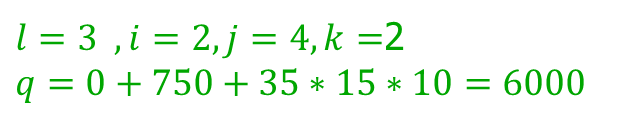 l = 3 ,i = 2,j = 4,k =2
q = 0 + 750 + 35 * 15 * 10 = 6000